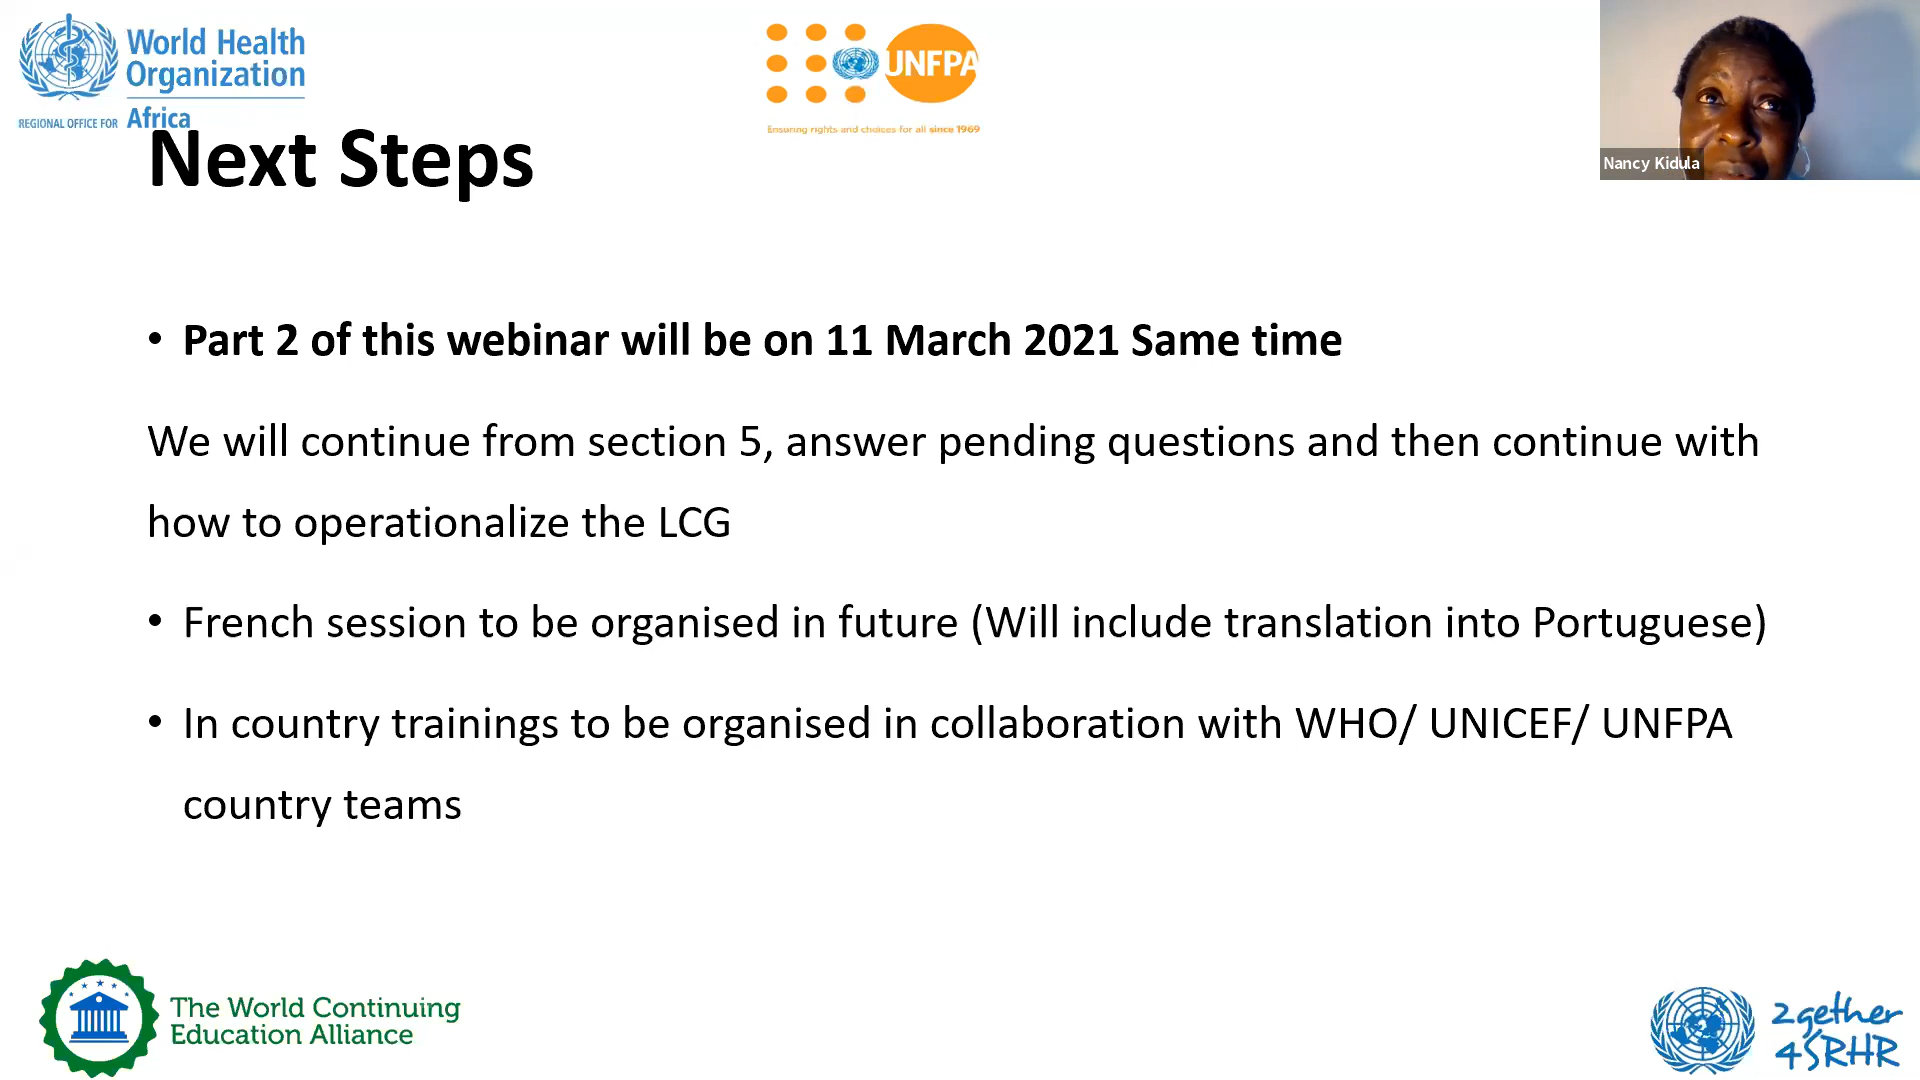 World Health
Organization
REGIONAL OFFICE FOR Africa
UNFPA
Ensuring rights and choices for all since 1969
Nancy Kidula
Next Steps
• Part 2 of this webinar will be on 11 March 2021 Same time
We will continue from section 5, answer pending questions and then continue with
how to operationalize the LCG
• French session to be organised in future (Will include translation into Portuguese)
• In country trainings to be organised in collaboration with WHO/ UNICEF/ UNFPA
country teams
The World Continuing
Education Alliance
2gether
4SRHR